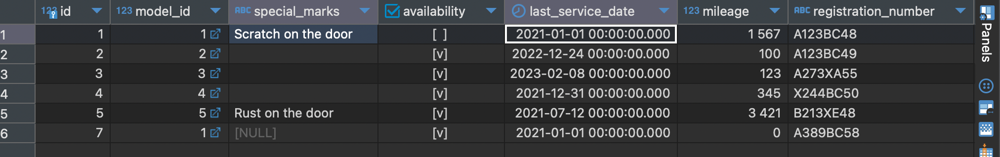 123 id 123 model_id ABC special_marks availability last_service_date 123 mileage ABC registration_number
1 1 1 Scratch on the door [ ] 2021-01-01 00:00:00.000 1 567 A123BC48
2 2 2 [v] 2022-12-24 00:00:00.000 100 A123BC49
3 3 3 [v] 2023-02-08 00:00:00.000 123 A273XA55
4 4 4 [v] 2021-12-31 00:00:00.000 345 X244BC50
5 5 5 Rust on the door [v] 2021-07-12 00:00:00.000 3 421 B213XE48
6 7 1 [NULL] [v] 2021-01-01 00:00:00.000 0 A389BC58
Panels